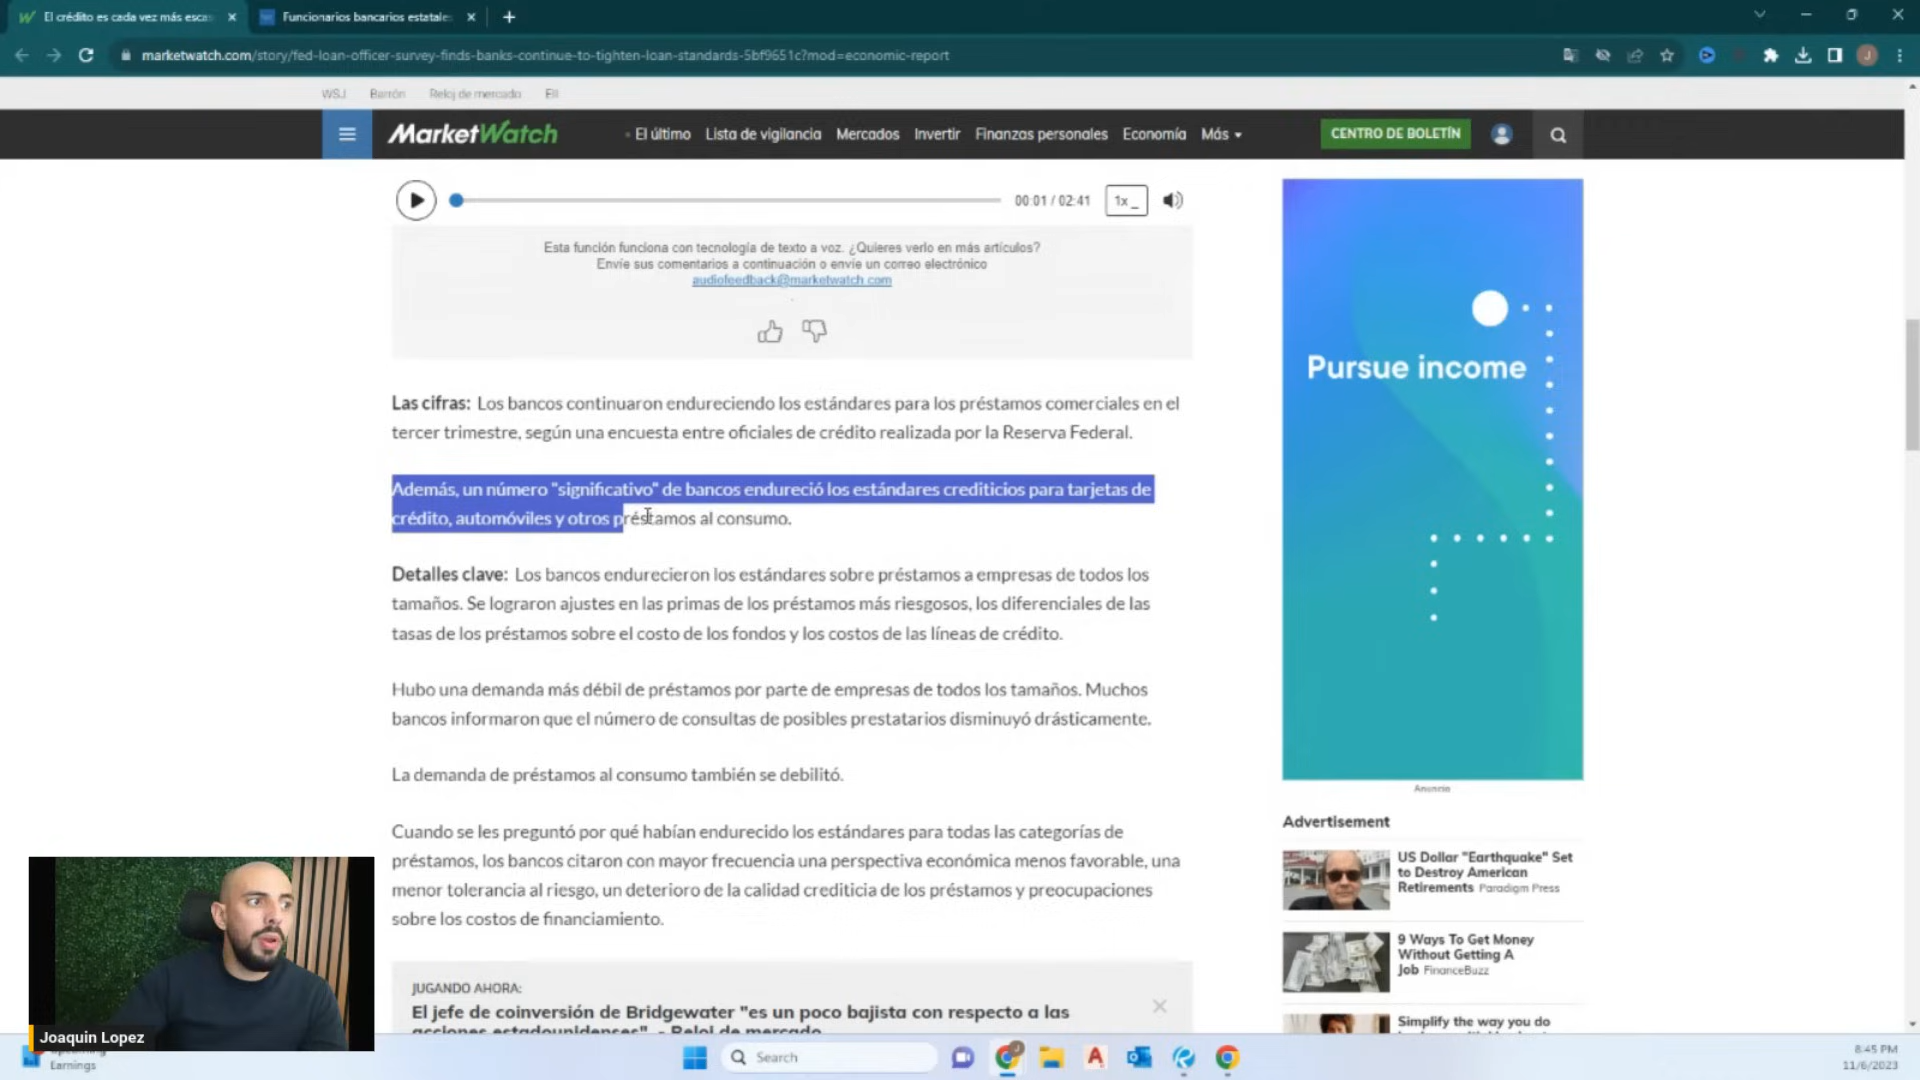 El crédito es cada vez más esca
Funcionarios bancarios estatale
marketwatch.com/story/fed-loan-officer-survey-finds-banks-continue-to-tighten-loan-standards-5bf9651c?mod=economic-report
WSJ Barrón Reloj de mercado EII
MarketWatch El último Lista de vigilancia Mercados Invertir Finanzas personales Economía Más CENTRO DE BOLETÍN
00:01 / 02:41 1x _
Esta función funciona con tecnología de texto a voz. ¿Quieres verlo en más artículos?
Envíe sus comentarios a continuación o envíe un correo electrónico
audiofeedback@marketwatch.com
.
Las cifras: Los bancos continuaron endureciendo los estándares para los préstamos comerciales en el
tercer trimestre, según una encuesta entre oficiales de crédito realizada por la Reserva Federal.
Además, un número "significativo" de bancos endureció los estándares crediticios para tarjetas de
crédito, automóviles y otros préstamos al consumo.
Detalles clave: Los bancos endurecieron los estándares sobre préstamos a empresas de todos los
tamaños. Se lograron ajustes en las primas de los préstamos más riesgosos, los diferenciales de las
tasas de los préstamos sobre el costo de los fondos y los costos de las líneas de crédito.
Hubo una demanda más débil de préstamos por parte de empresas de todos los tamaños. Muchos
bancos informaron que el número de consultas de posibles prestatarios disminuyó drásticamente.
La demanda de préstamos al consumo también se debilitó.
Cuando se les preguntó por qué habían endurecido los estándares para todas las categorías de
préstamos, los bancos citaron con mayor frecuencia una perspectiva económica menos favorable, una
menor tolerancia al riesgo, un deterioro de la calidad crediticia de los préstamos y preocupaciones
sobre los costos de financiamiento.
JUGANDO AHORA:
El jefe de coinversión de Bridgewater "es un poco bajista con respecto a las
acciones estadounidenses". - Reloj de mercado
Pursue income
Anuncio
Advertisement
US Dollar "Earthquake" Set
to Destroy American
Retirements Paradigm Press
9 Ways To Get Money
Without Getting A
Job FinanceBuzz
Simplify the way you do
Joaquin Lopez
Earnings
Search
8:45 PM
11/6/2023